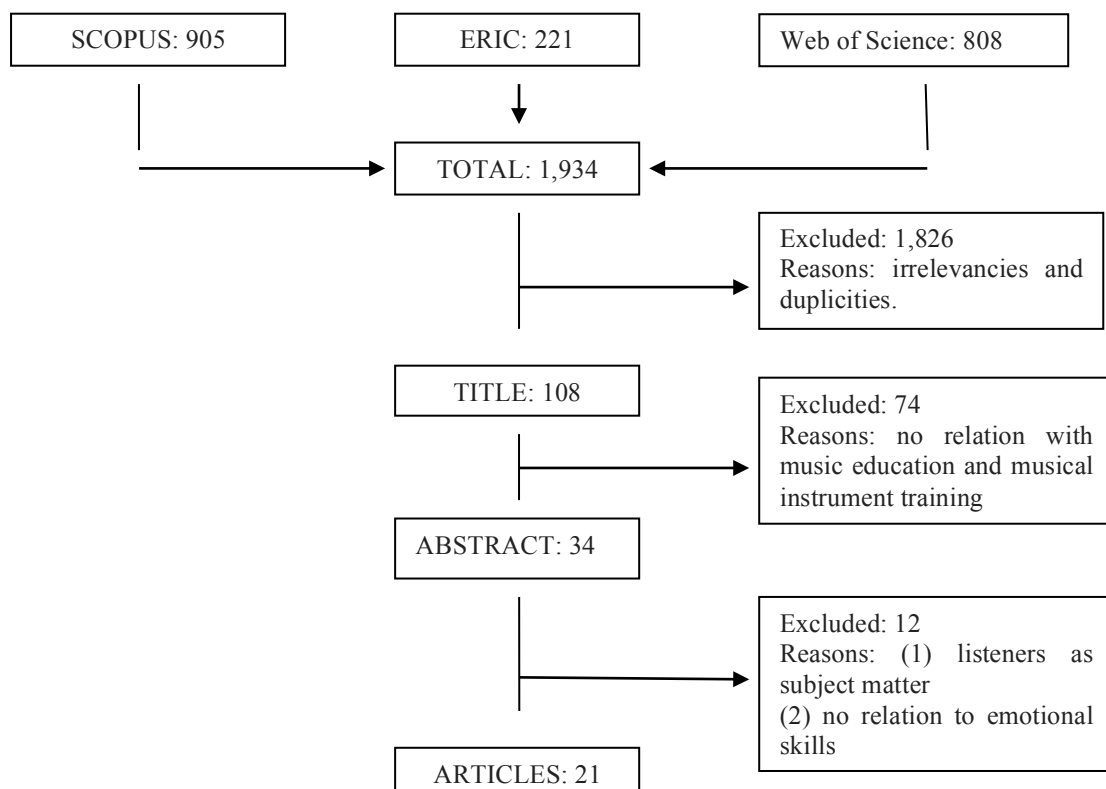 SCOPUS: 905
ERIC: 221
Web of Science: 808
TOTAL: 1,934
Excluded: 1,826
Reasons: irrelevancies and
duplicities.
TITLE: 108
Excluded: 74
Reasons: no relation with
music education and musical
instrument training
ABSTRACT: 34
Excluded: 12
Reasons: (1) listeners as
subject matter
(2) no relation to emotional
skills
ARTICLES: 21